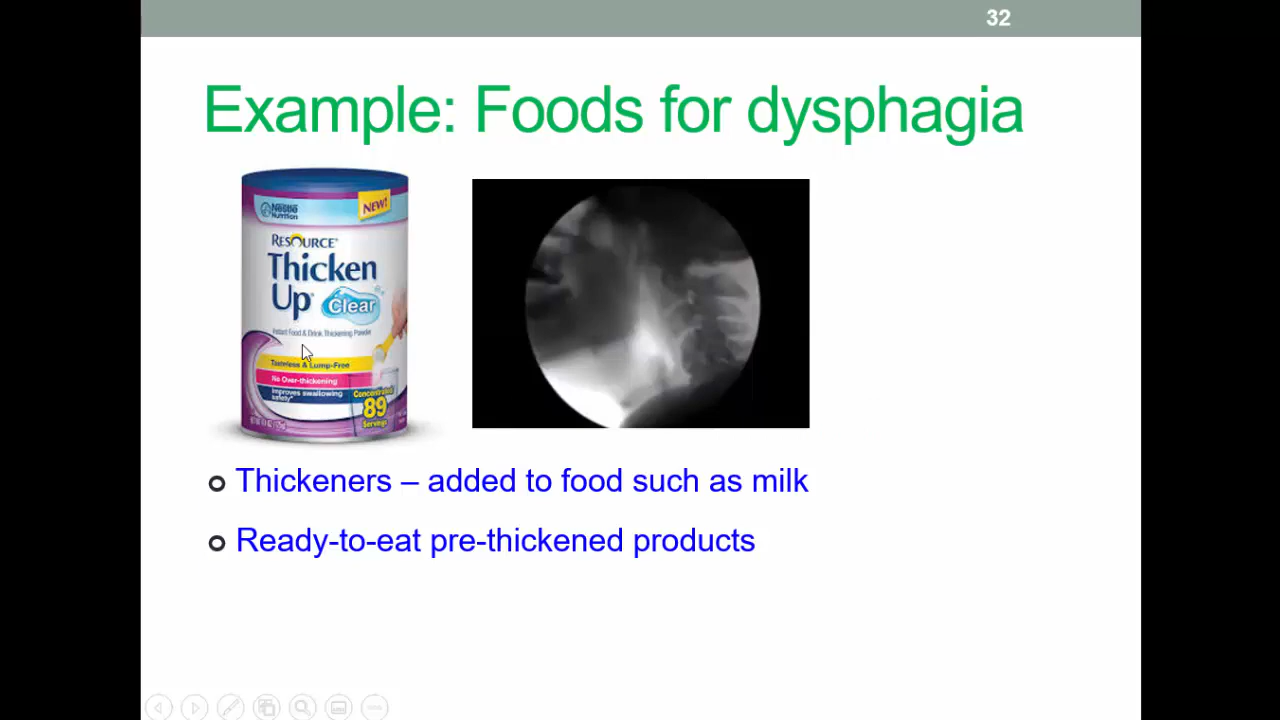 32
Example: Foods for dysphagia
Nestlé
Nutrition
NEW!
RESOURCE
Thicken
Up
Clear
Instant Food & Drink Thickening Powder
Tasteless & Lump-Free
No Over-thickening
Improves swallowing
safety*
Concentrated
89
Servings
Thickeners – added to food such as milk
Ready-to-eat pre-thickened products